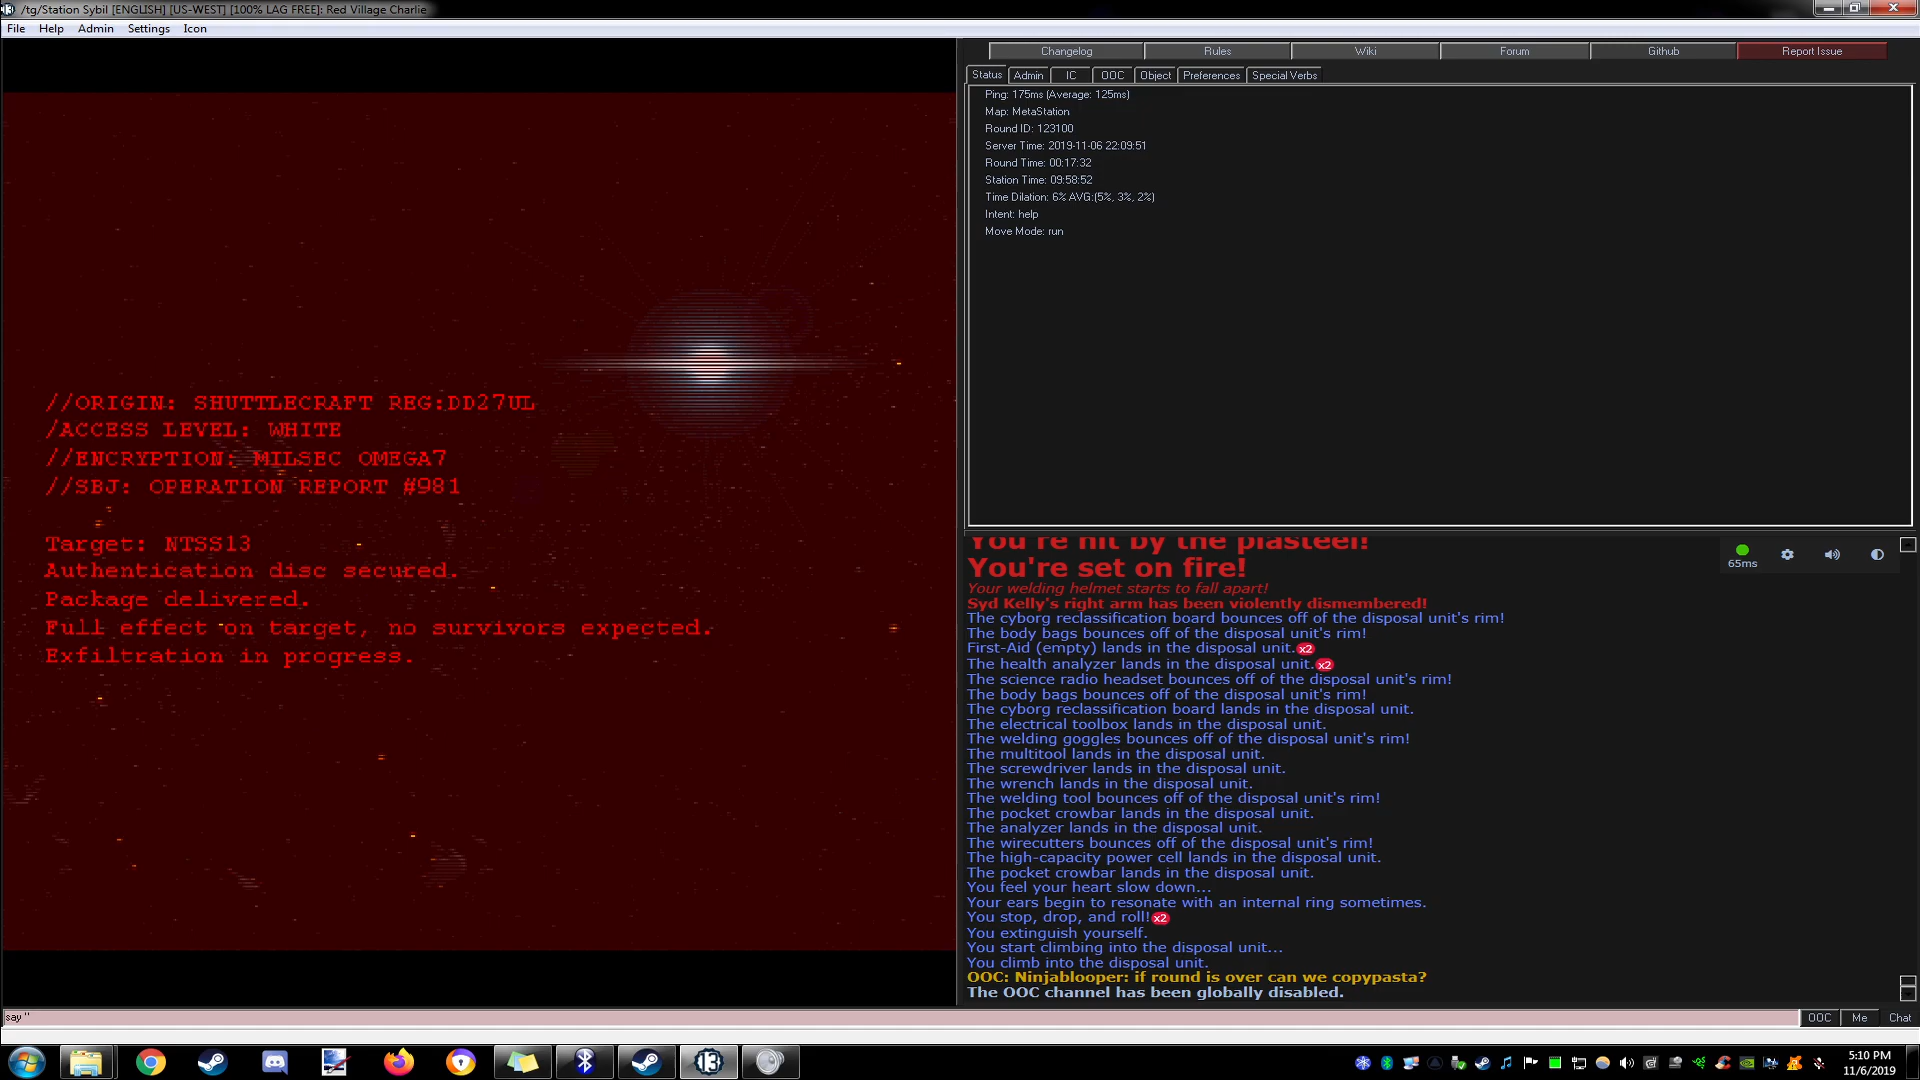 /tg/Station Sybil [ENGLISH] [US-WEST] [100% LAG FREE]: Red Village Charlie
File Help Admin Settings Icon
//ORIGIN: SHUTTLECRAFT REG:DD27UL
/ACCESS LEVEL: WHITE
//ENCRYPTION: MILSEC OMEGA7
//SBJ: OPERATION REPORT #981
Target: NTSS13
Authentication disc secured.
Package delivered.
Full effect on target, no survivors expected.
Exfiltration in progress.
Changelog Rules Wiki Forum Github Report Issue
Status Admin IC OOC Object Preferences Special Verbs
Ping: 175ms (Average: 125ms)
Map: MetaStation
Round ID: 123100
Server Time: 2019-11-06 22:09:51
Round Time: 00:17:32
Station Time: 09:58:52
Time Dilation: 6% AVG:(5%, 3%, 2%)
Intent: help
Move Mode: run
You're hit by the plasteel!
65ms
You're set on fire!
Your welding helmet starts to fall apart!
Syd Kelly's right arm has been violently dismembered!
The cyborg reclassification board bounces off of the disposal unit's rim!
The body bags bounces off of the disposal unit's rim!
First-Aid (empty) lands in the disposal unit. x2
The health analyzer lands in the disposal unit. x2
The science radio headset bounces off of the disposal unit's rim!
The body bags bounces off of the disposal unit's rim!
The cyborg reclassification board lands in the disposal unit.
The electrical toolbox lands in the disposal unit.
The welding goggles bounces off of the disposal unit's rim!
The multitool lands in the disposal unit.
The screwdriver lands in the disposal unit.
The wrench lands in the disposal unit.
The welding tool bounces off of the disposal unit's rim!
The pocket crowbar lands in the disposal unit.
The analyzer lands in the disposal unit.
The wirecutters bounces off of the disposal unit's rim!
The high-capacity power cell lands in the disposal unit.
The pocket crowbar lands in the disposal unit.
You feel your heart slow down...
Your ears begin to resonate with an internal ring sometimes.
You stop, drop, and roll! x2
You extinguish yourself.
You start climbing into the disposal unit...
You climb into the disposal unit.
OOC: Ninjablooper: if round is over can we copypasta?
The OOC channel has been globally disabled.
say "
OOC Me Chat
13
5:10 PM
11/6/2019